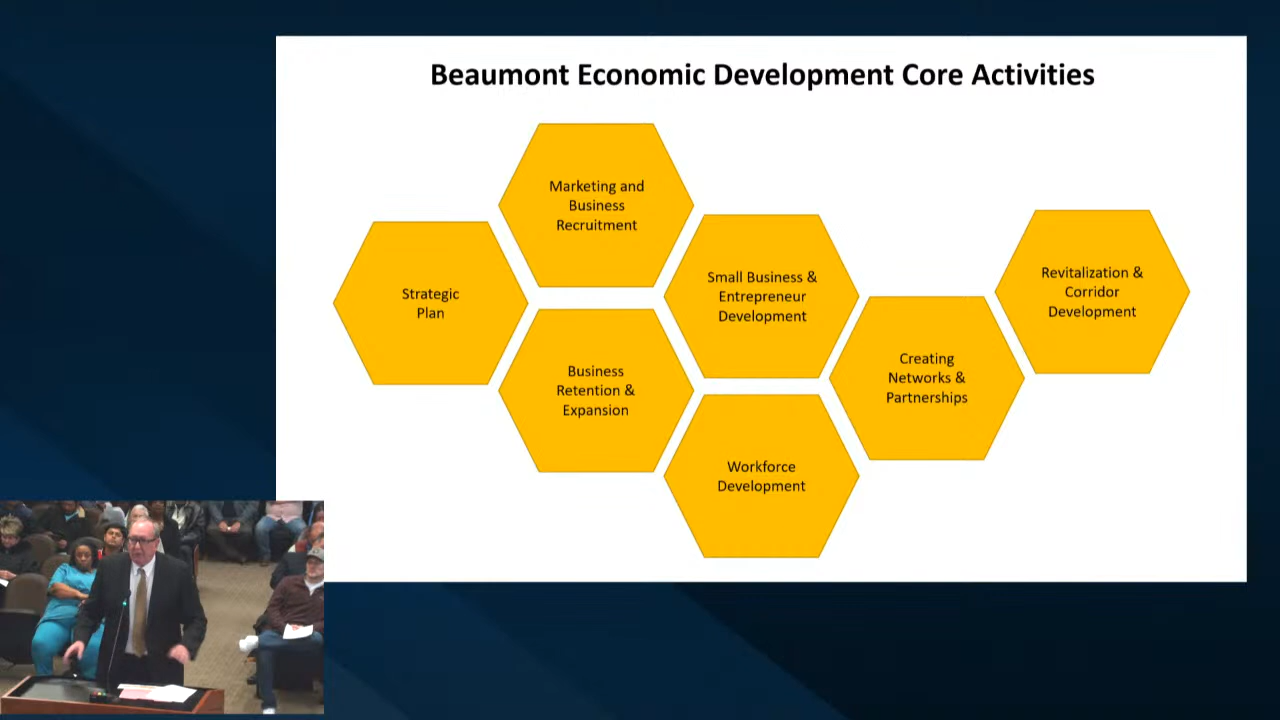 Beaumont Economic Development Core Activities
Marketing and
Business
Recruitment
Strategic
Plan
Small Business &
Entrepreneur
Development
Revitalization &
Corridor
Development
Business
Retention &
Expansion
Creating
Networks &
Partnerships
Workforce
Development